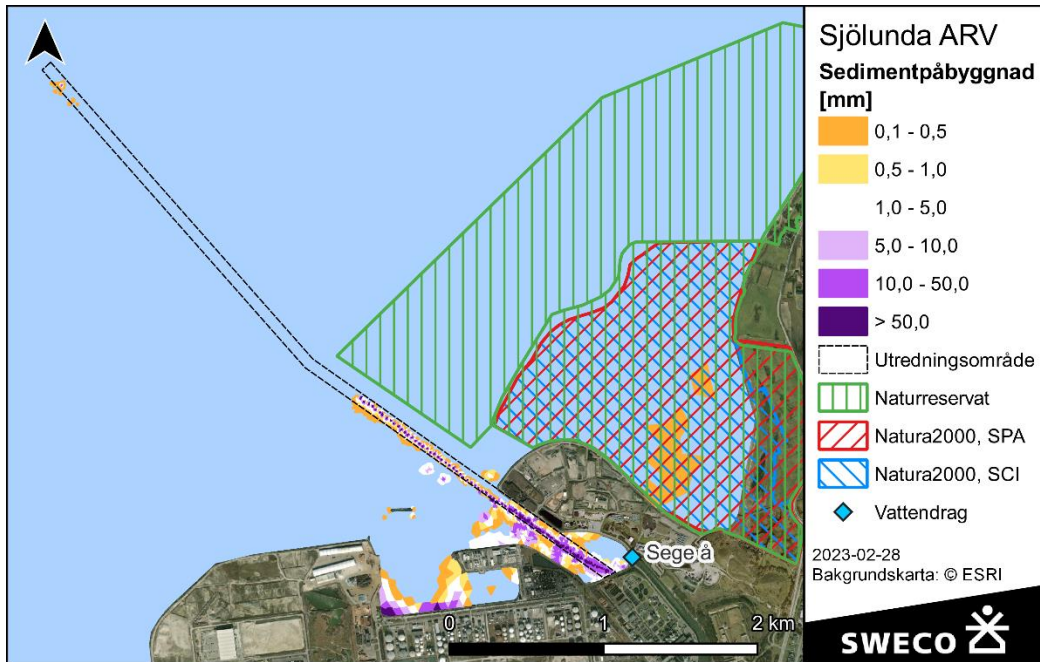 Sjölunda ARV
Sedimentpåbyggnad
[mm]
0,1 - 0,5
0,5 - 1,0
1,0 - 5,0
5,0 - 10,0
10,0 - 50,0
> 50,0
Utredningsområde
Naturreservat
Natura2000, SPA
Natura2000, SCI
Vattendrag
2023-02-28
Bakgrundskarta: © ESRI
SWECO
Sege å
0 1 2 km